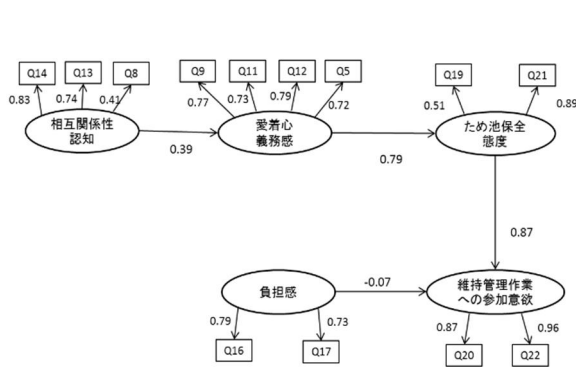 Q14
Q13
Q8
Q9
Q11
Q12
Q5
Q19
Q21
0.83
0.74
0.41
0.77
0.73
0.79
0.72
0.51
0.89
相互関係性
認知
愛着心
義務感
ため池保全
態度
0.39
0.79
0.87
負担感
-0.07
維持管理作業
への参加意欲
0.79
0.73
0.87
0.96
Q16
Q17
Q20
Q22